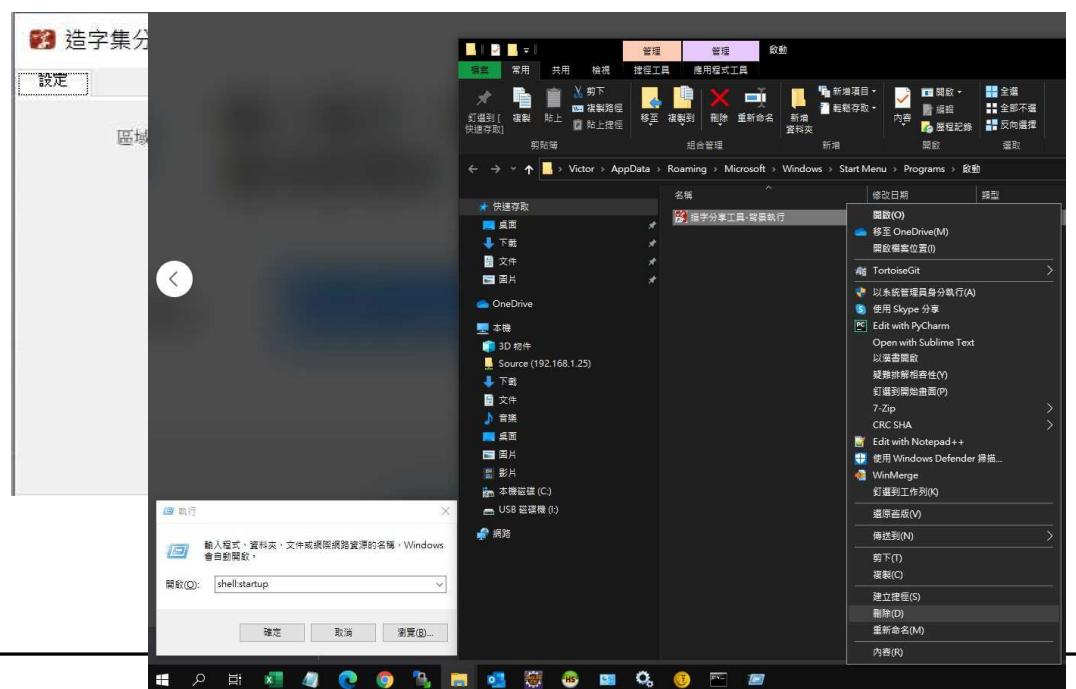 造字集分
設定
區域
管理
管理
啟動
檔案
常用
共用
檢視
捷徑工具
應用程式工具
釘選到 [
快速存取]
複製
貼上
剪下
複製路徑
貼上捷徑
移至
複製到
刪除
重新命名
新增
資料夾
新增項目
輕鬆存取
內容
開啟
編輯
歷程記錄
全選
全部不選
反向選擇
剪貼簿
組合管理
新增
開啟
選取
Victor > AppData > Roaming > Microsoft > Windows > Start Menu > Programs > 啟動
名稱
修改日期
類型
快速存取
桌面
下載
文件
圖片
OneDrive
本機
3D 物件
Source (192.168.1.25)
下載
文件
音樂
桌面
圖片
影片
本機磁碟 (C:)
USB 磁碟機 (I:)
網路
造字分享工具-背景執行
開啟(O)
移至 OneDrive(M)
開啟檔案位置(I)
TortoiseGit
以系統管理員身分執行(A)
使用 Skype 分享
Edit with PyCharm
Open with Sublime Text
以漢書開啟
疑難排解相容性(Y)
釘選到開始畫面(P)
7-Zip
CRC SHA
Edit with Notepad++
使用 Windows Defender 掃描...
WinMerge
釘選到工作列(K)
還原舊版(V)
傳送到(N)
剪下(T)
複製(C)
建立捷徑(S)
刪除(D)
重新命名(M)
內容(R)
執行
輸入程式、資料夾、文件或網際網路資源的名稱，Windows
會自動開啟。
開啟(O):
shell:startup
確定
取消
瀏覽(B)...